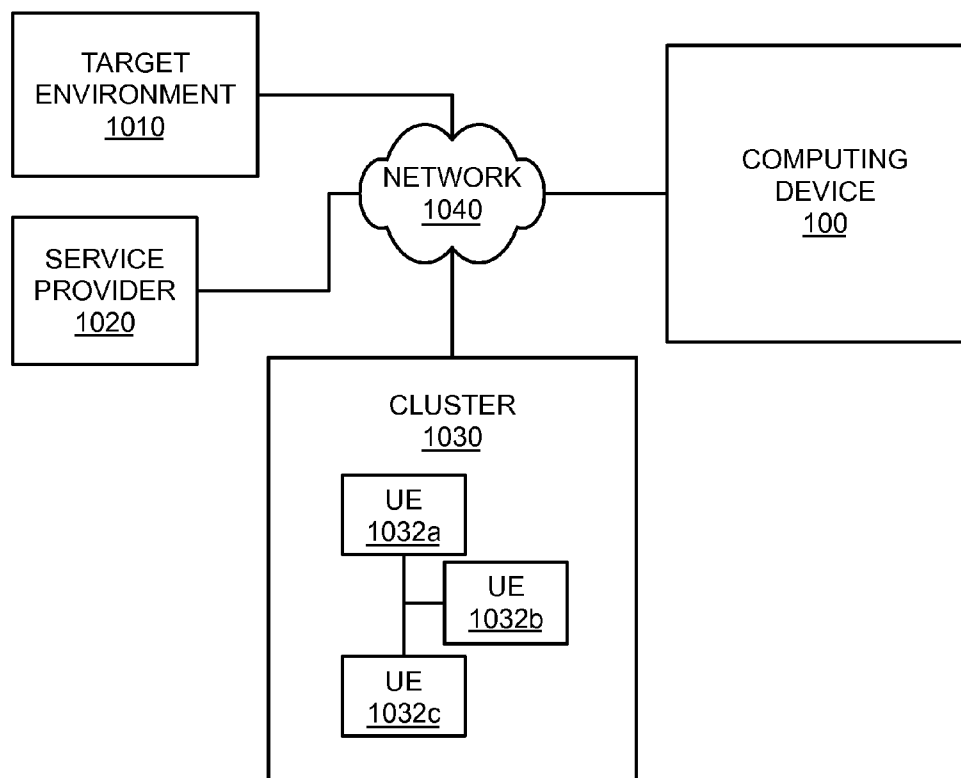 TARGET
ENVIRONMENT
1010
SERVICE
PROVIDER
1020
NETWORK
1040
COMPUTING
DEVICE
100
CLUSTER
1030
UE
1032a
UE
1032b
UE
1032c